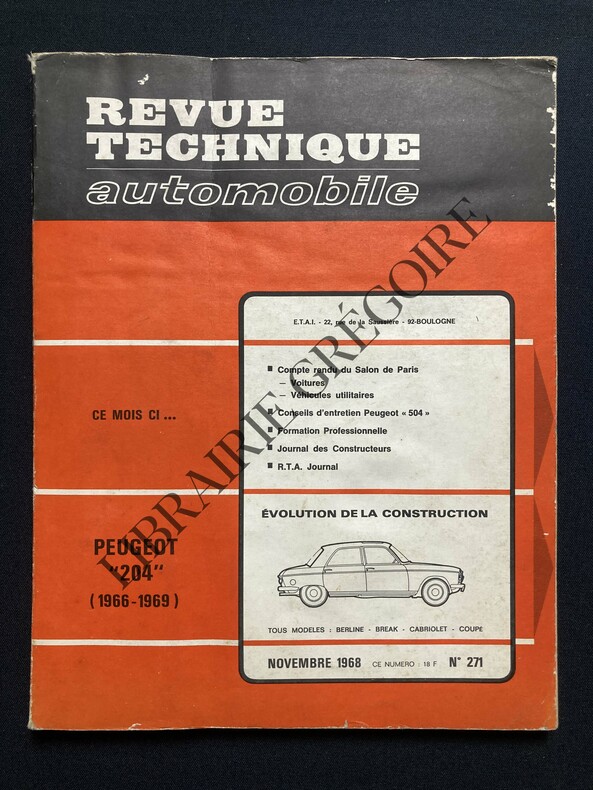 REVUE
TECHNIQUE
automobile
E.T.A.I. - 22, rue de la Saussière - 92-BOULOGNE
CE MOIS CI ...
■ Compte rendu du Salon de Paris
— Voitures
— Véhicules utilitaires
■ Conseils d'entretien Peugeot « 504 »
■ Formation Professionnelle
■ Journal des Constructeurs
■ R.T.A. Journal
PEUGEOT
"204"
(1966-1969)
ÉVOLUTION DE LA CONSTRUCTION
TOUS MODELES : BERLINE - BREAK - CABRIOLET - COUPE
NOVEMBRE 1968 CE NUMERO : 18 F N° 271
LIBRAIRIE GRÉGOIRE